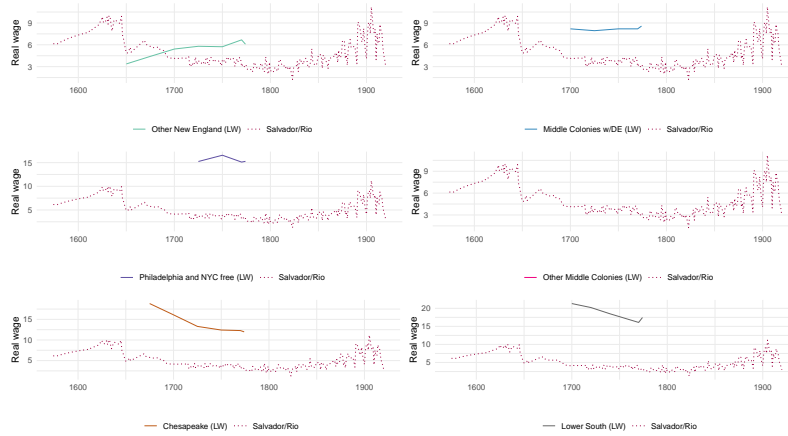 Real wage
9
6
3
1600 1700 1800 1900
Other New England (LW) Salvador/Rio
Real wage
9
6
3
1600 1700 1800 1900
Middle Colonies w/DE (LW) Salvador/Rio
Real wage
15
10
5
1600 1700 1800 1900
Philadelphia and NYC free (LW) Salvador/Rio
Real wage
9
6
3
1600 1700 1800 1900
Other Middle Colonies (LW) Salvador/Rio
Real wage
15
10
5
1600 1700 1800 1900
Chesapeake (LW) Salvador/Rio
Real wage
20
15
10
5
1600 1700 1800 1900
Lower South (LW) Salvador/Rio